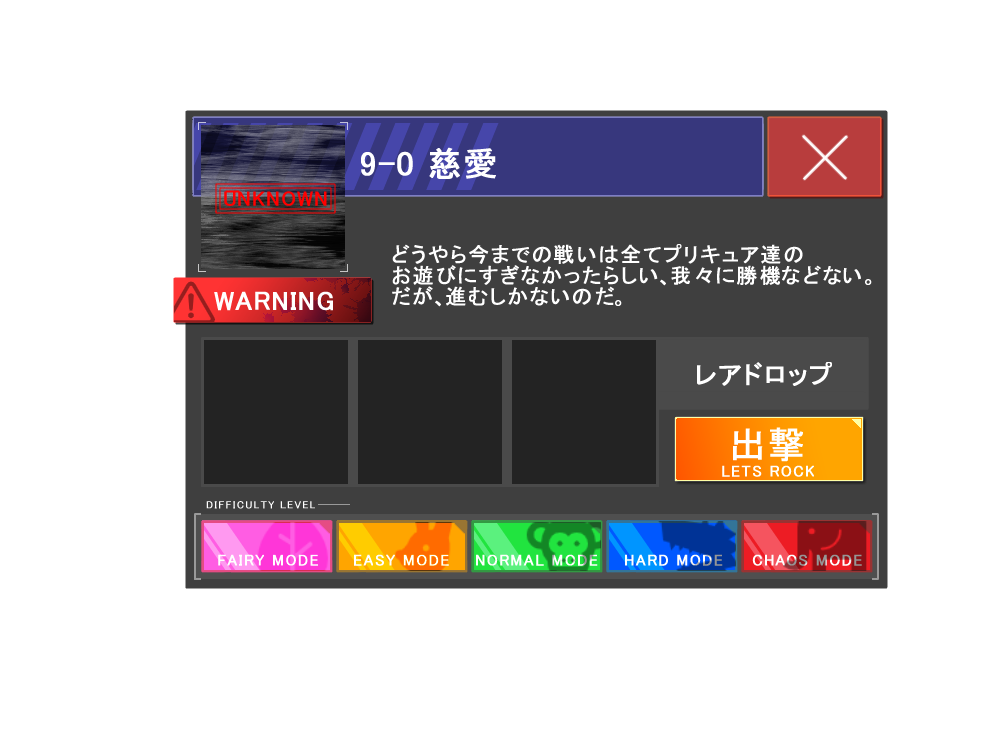 9-0 慈愛
UNKNOWN
WARNING
どうやら今までの戦いは全てプリキュア達の
お遊びにすぎなかったらしい、我々に勝機などない。
だが、進むしかないのだ。
レアドロップ
出撃
LETS ROCK
DIFFICULTY LEVEL
FAIRY MODE
EASY MODE
NORMAL MODE
HARD MODE
CHAOS MODE